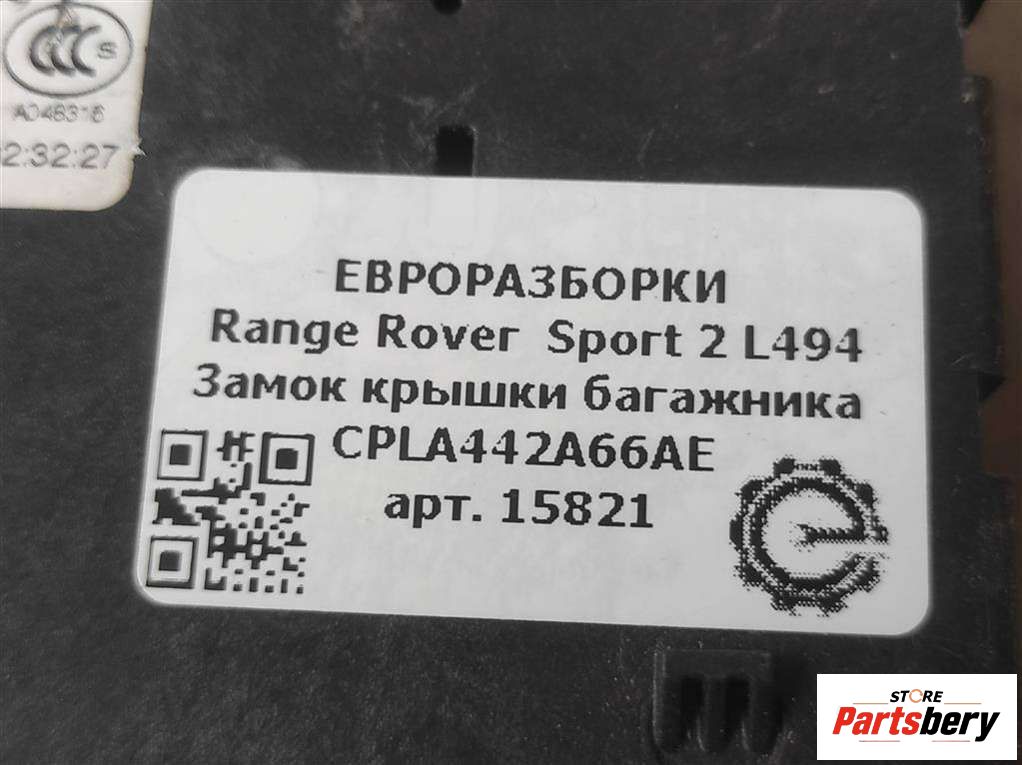 S
A046316
2:32:27
ЕВРОРАЗБОРКИ
Range Rover Sport 2 L494
Замок крышки багажника
CPLA442A66AE
арт. 15821
STORE
Partsbery